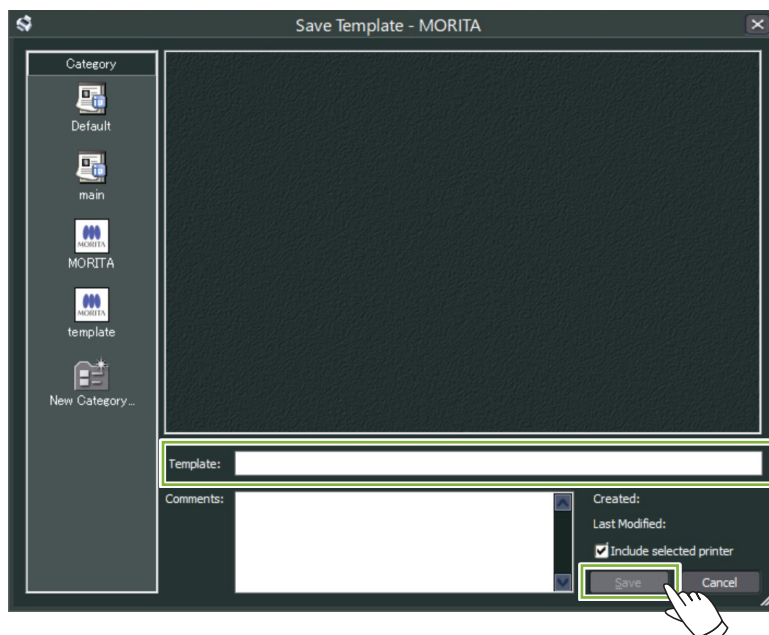 Save Template - MORITA
Category
Default
main
MORITA
MORITA
MORITA
template
New Category...
Template:
Comments:
Created:
Last Modified:
Include selected printer
Save
Cancel